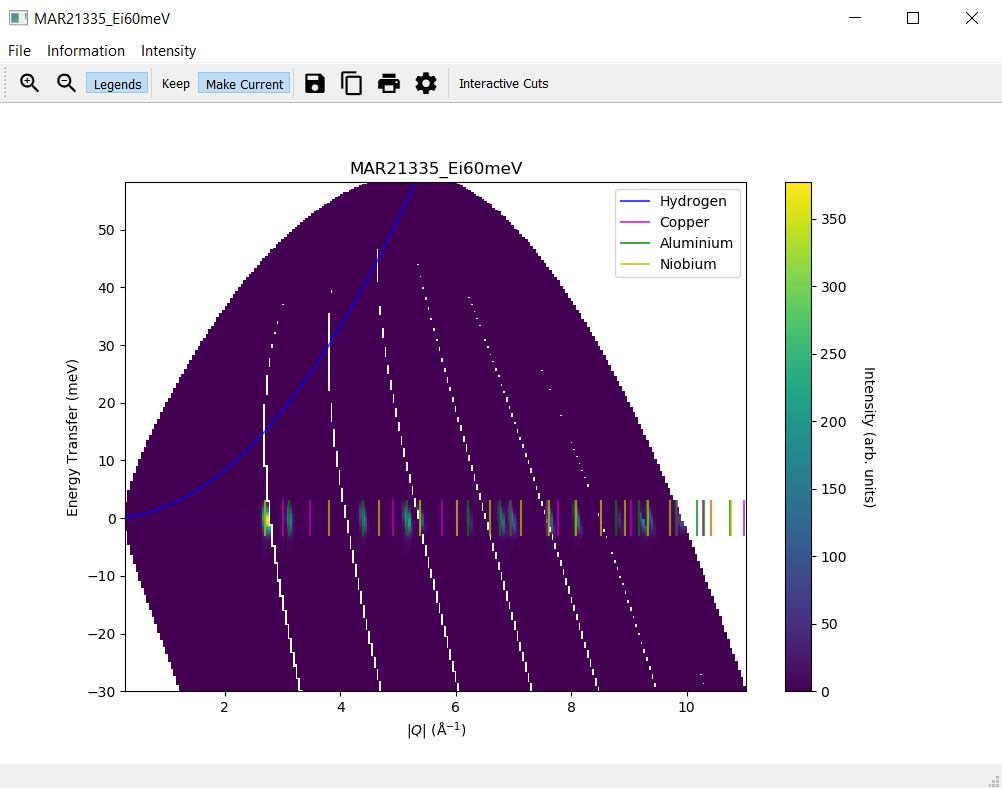 MAR21335_Ei60meV
File Information Intensity
Legends Keep Make Current Interactive Cuts
MAR21335_Ei60meV
Hydrogen
Copper
Aluminium
Niobium
Energy Transfer (meV)
50
40
30
20
10
0
−10
−20
−30
2 4 6 8 10
|Q| (Å⁻¹)
350
300
250
200
150
100
50
0
Intensity (arb. units)